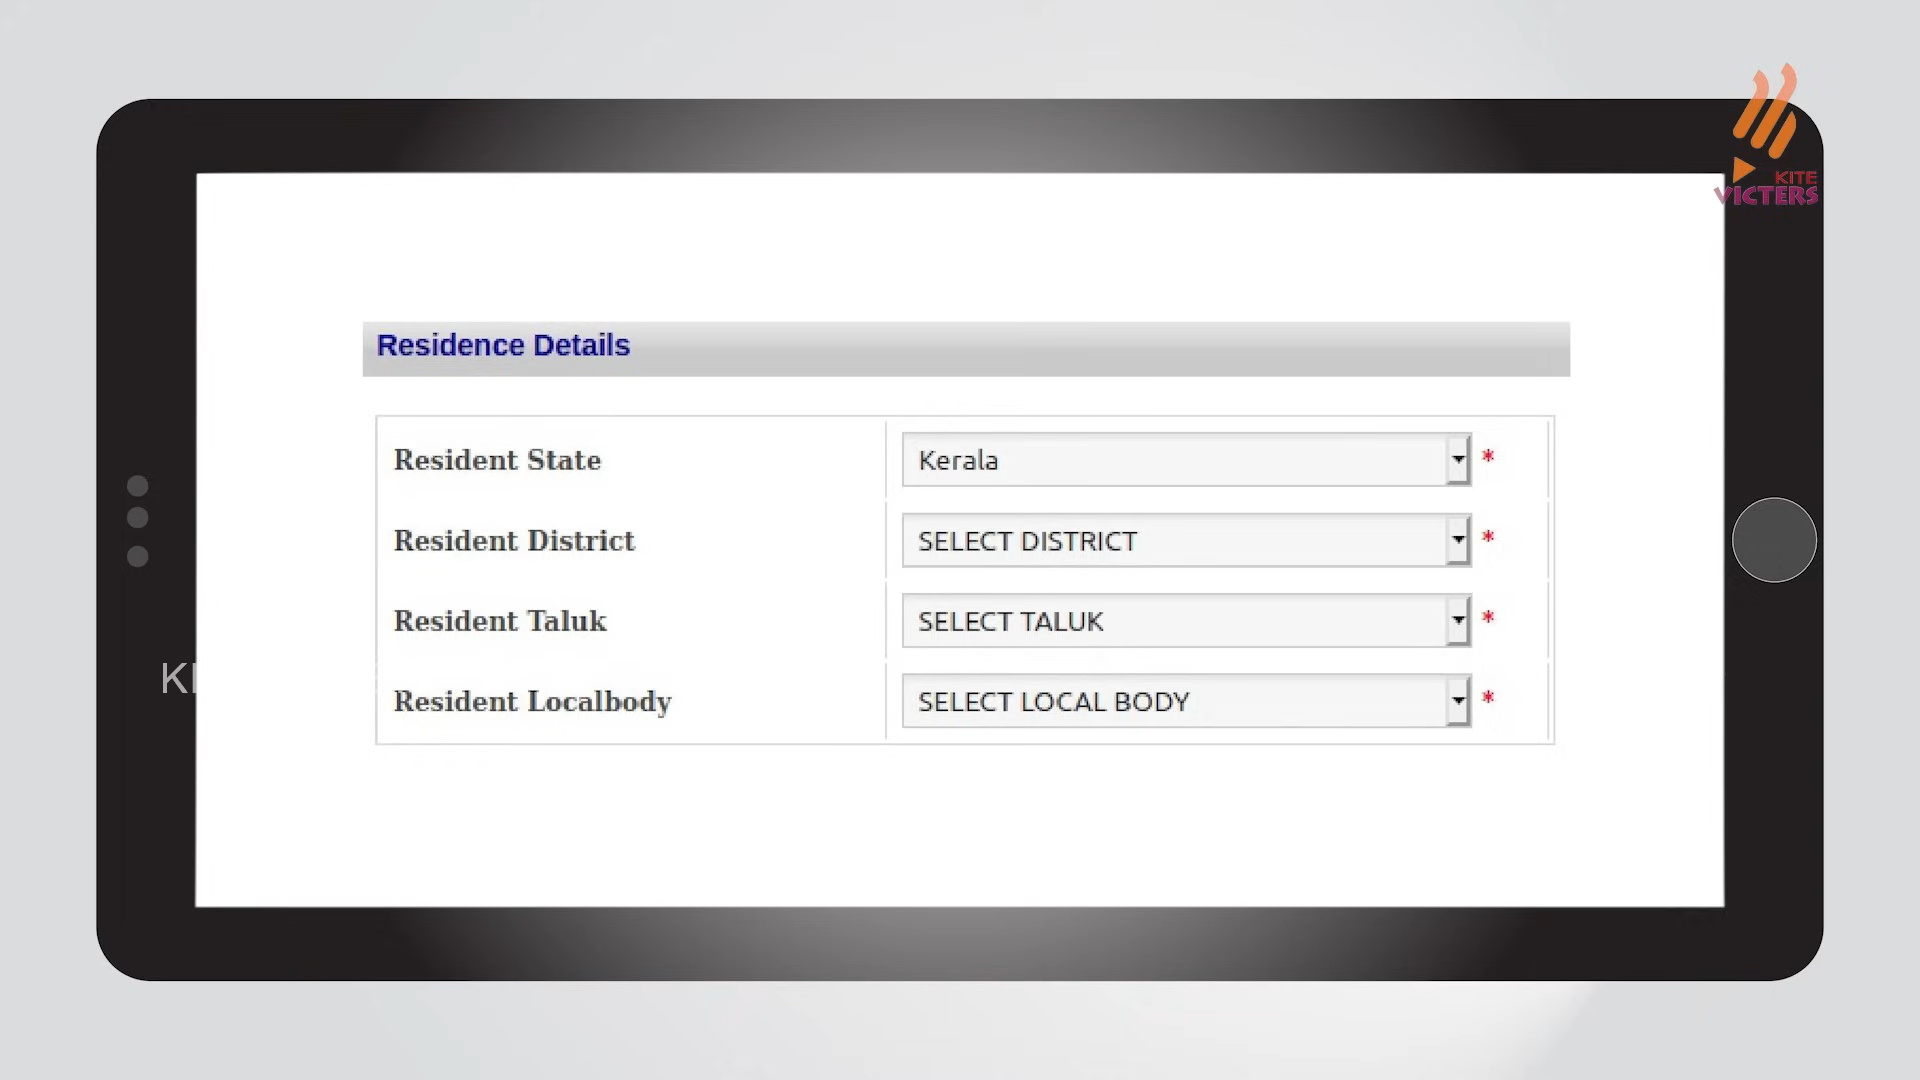 KITE
VICTERS
Residence Details
Resident State Kerala *
Resident District SELECT DISTRICT *
Resident Taluk SELECT TALUK *
Resident Localbody SELECT LOCAL BODY *